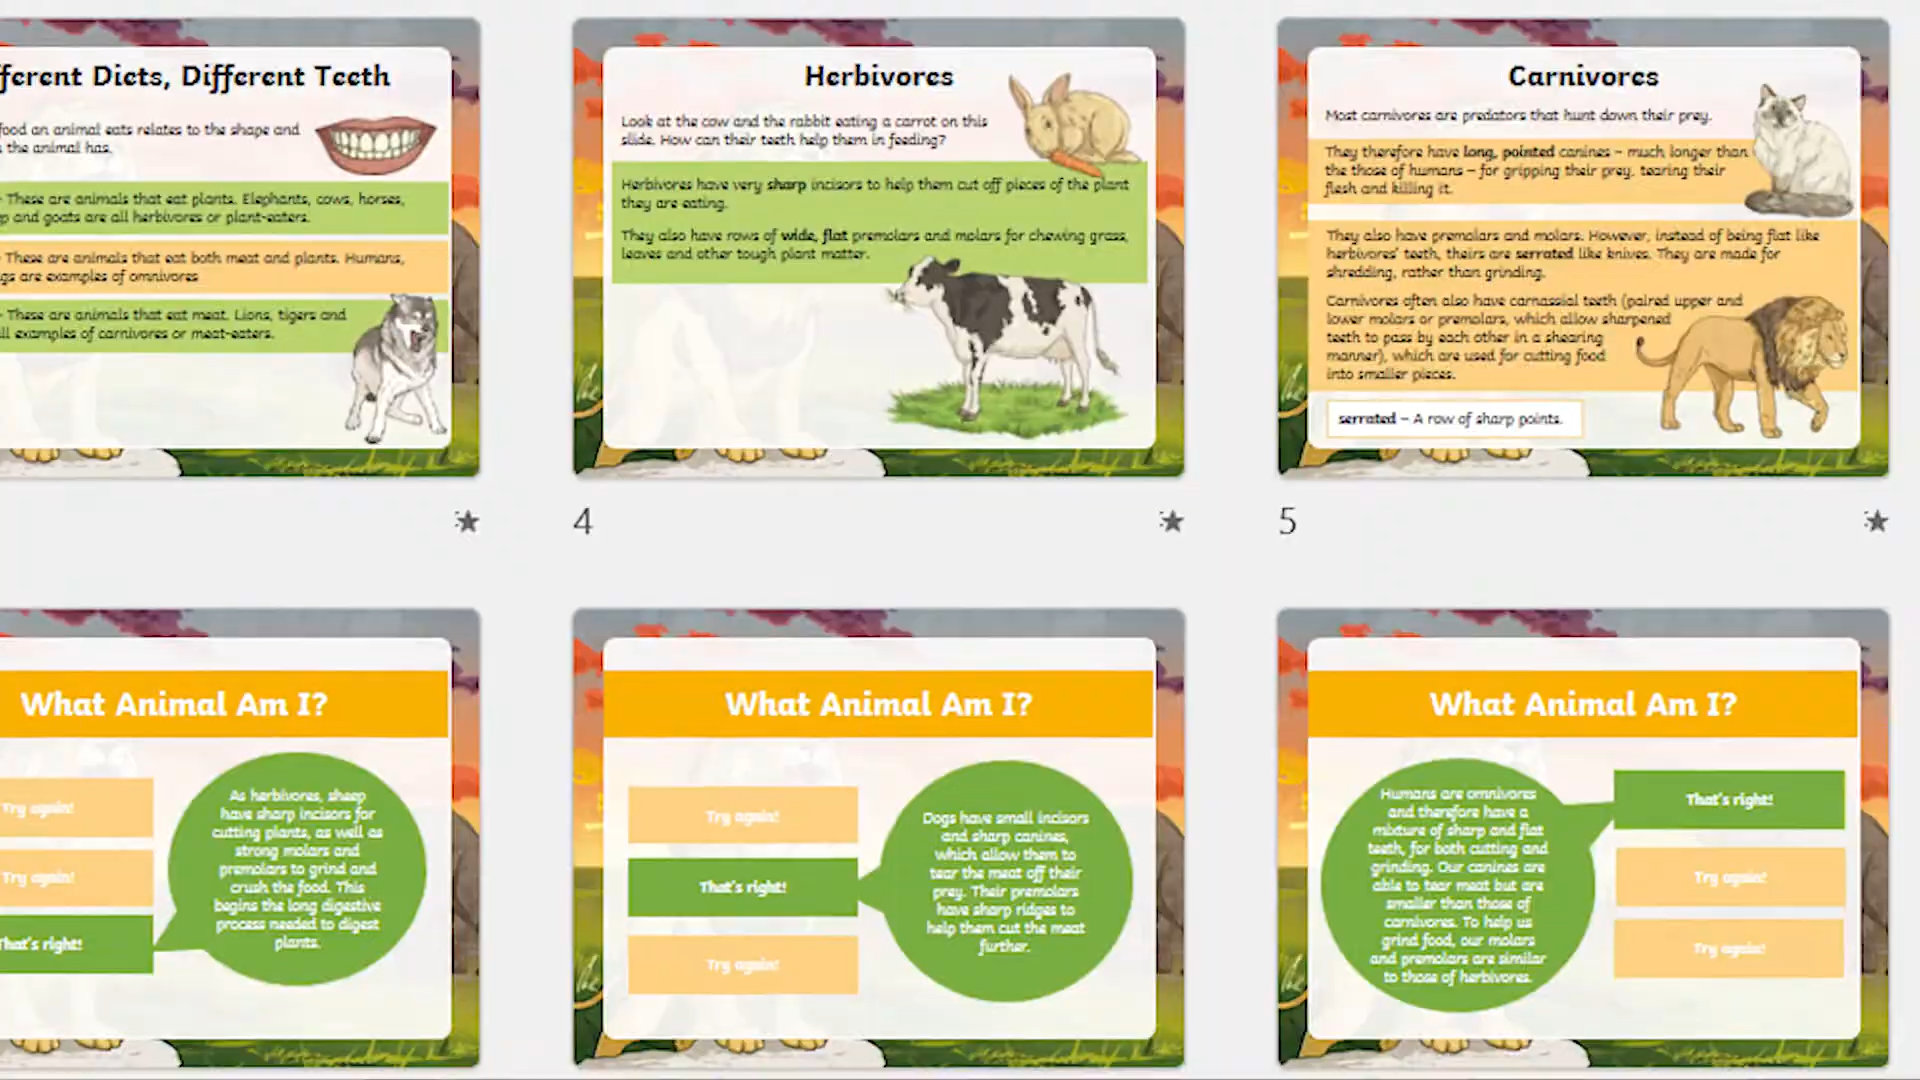 fferent Diets, Different Teeth
food an animal eats relates to the shape and
the animal has.
- These are animals that eat plants. Elephants, cows, horses,
and goats are all herbivores or plant-eaters.
- These are animals that eat both meat and plants. Humans,
gs are examples of omnivores
- These are animals that eat meat. Lions, tigers and
all examples of carnivores or meat-eaters.
Herbivores
Look at the cow and the rabbit eating a carrot on this
slide. How can their teeth help them in feeding?
Herbivores have very sharp incisors to help them cut off pieces of the plant
they are eating.
They also have rows of wide, flat premolars and molars for chewing grass,
leaves and other tough plant matter.
4
Carnivores
Most carnivores are predators that hunt down their prey.
They therefore have long, pointed canines – much longer than
the those of humans – for gripping their prey, tearing their
flesh and killing it.
They also have premolars and molars. However, instead of being flat like
herbivores' teeth, theirs are serrated like knives. They are made for
shredding, rather than grinding.
Carnivores often also have carnassial teeth (paired upper and
lower molars or premolars, which allow sharpened
teeth to pass by each other in a shearing
manner), which are used for cutting food
into smaller pieces.
serrated – A row of sharp points.
5
What Animal Am I?
Try again!
Try again!
That's right!
As herbivores, sheep
have sharp incisors for
cutting plants, as well as
strong molars and
premolars to grind and
crush the food. This
begins the long digestive
process needed to digest
plants.
What Animal Am I?
Try again!
That's right!
Try again!
Dogs have small incisors
and sharp canines,
which allow them to
tear the meat off their
prey. Their premolars
have sharp ridges to
help them cut the meat
further.
What Animal Am I?
Humans are omnivores
and therefore have a
mixture of sharp and flat
teeth, for both cutting and
grinding. Our canines are
able to tear meat but are
smaller than those of
carnivores. To help us
grind food, our molars
and premolars are similar
to those of herbivores.
That's right!
Try again!
Try again!